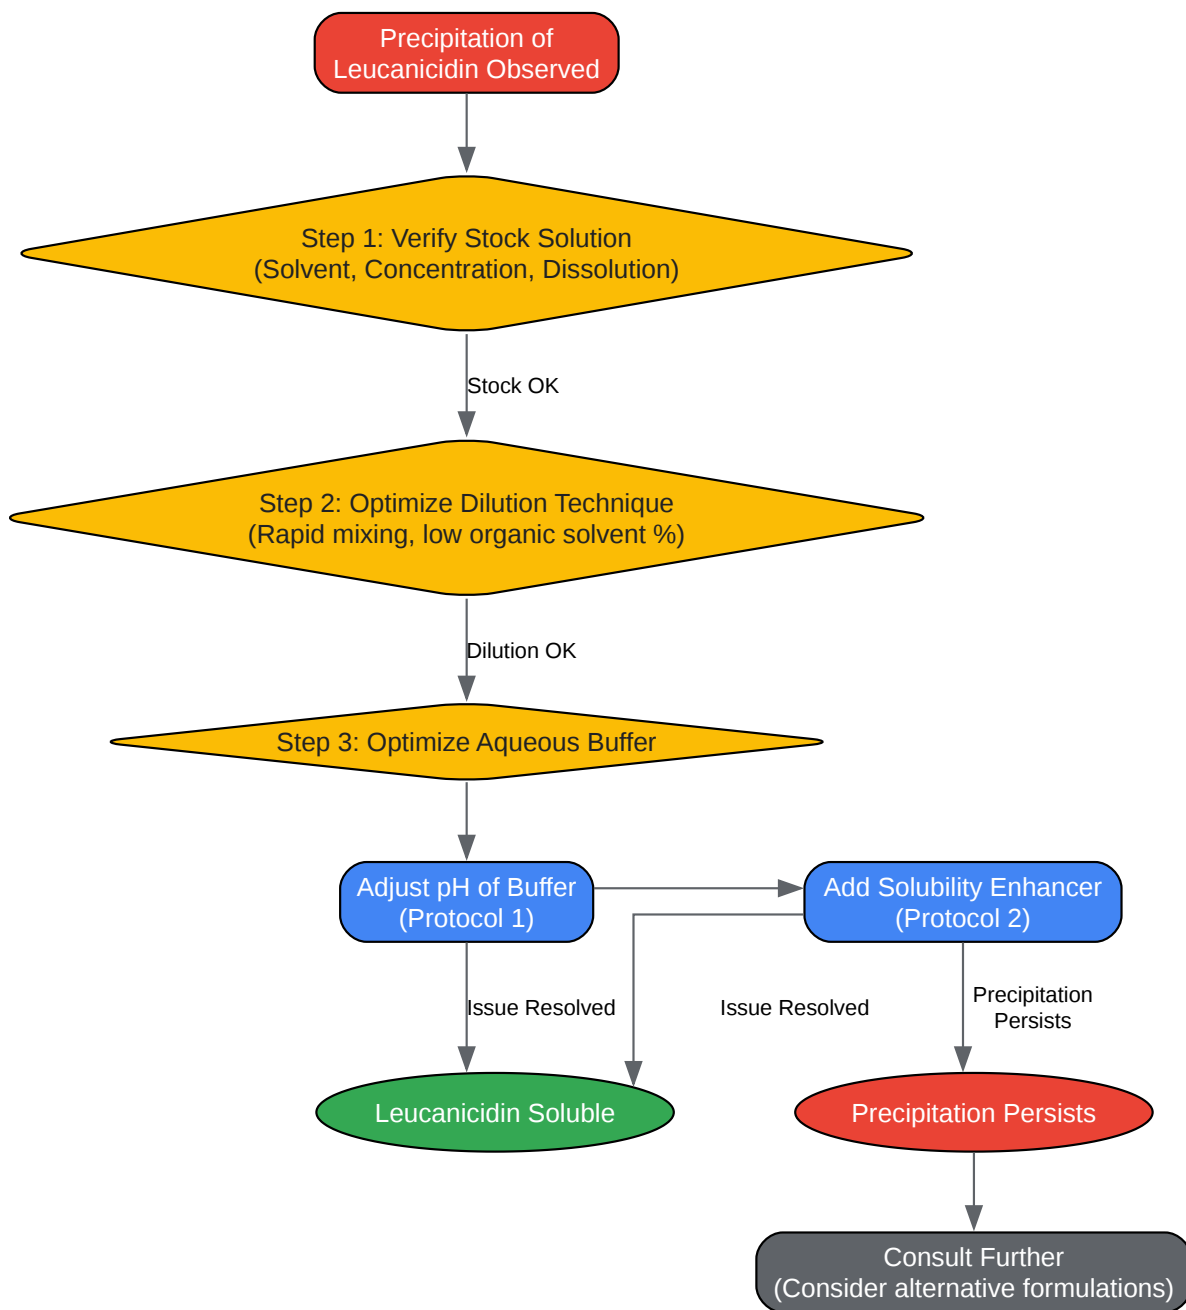 Precipitation of
Leucanicidin Observed
Step 1: Verify Stock Solution
(Solvent, Concentration, Dissolution)
Stock OK
Step 2: Optimize Dilution Technique
(Rapid mixing, low organic solvent %)
Dilution OK
Step 3: Optimize Aqueous Buffer
Adjust pH of Buffer
(Protocol 1)
Add Solubility Enhancer
(Protocol 2)
Issue Resolved
Issue Resolved
Precipitation
Persists
Leucanicidin Soluble
Precipitation Persists
Consult Further
(Consider alternative formulations)